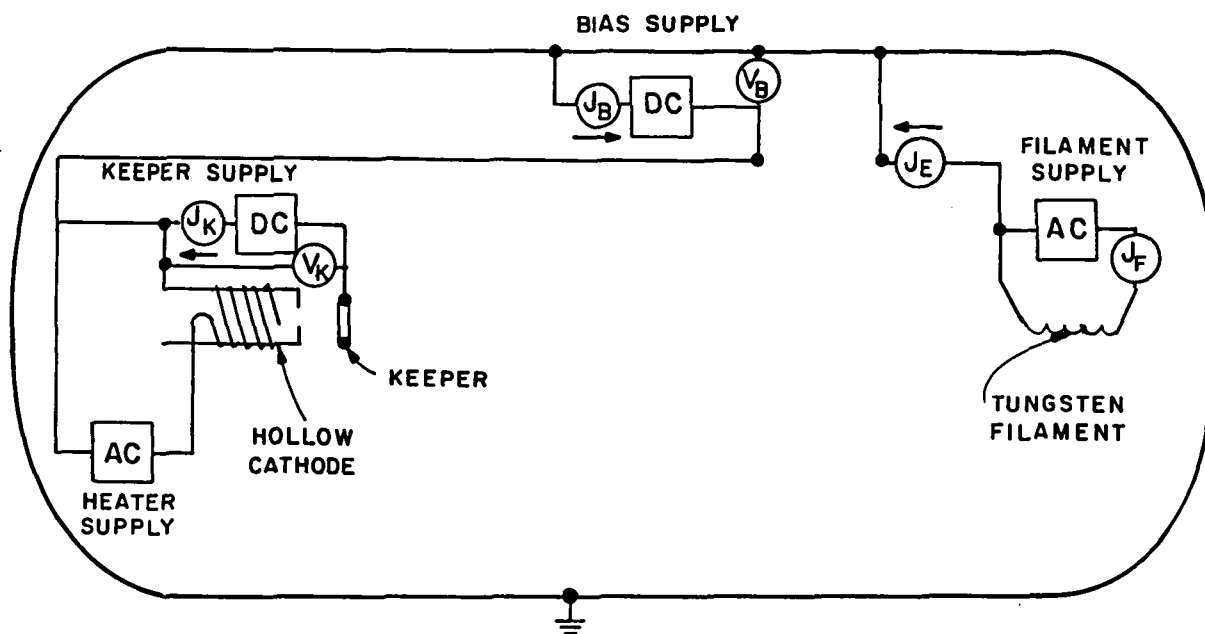 BIAS SUPPLY
J_B
DC
V_B
J_E
FILAMENT
SUPPLY
AC
J_F
KEEPER SUPPLY
J_K
DC
V_K
KEEPER
TUNGSTEN
FILAMENT
HOLLOW
CATHODE
AC
HEATER
SUPPLY